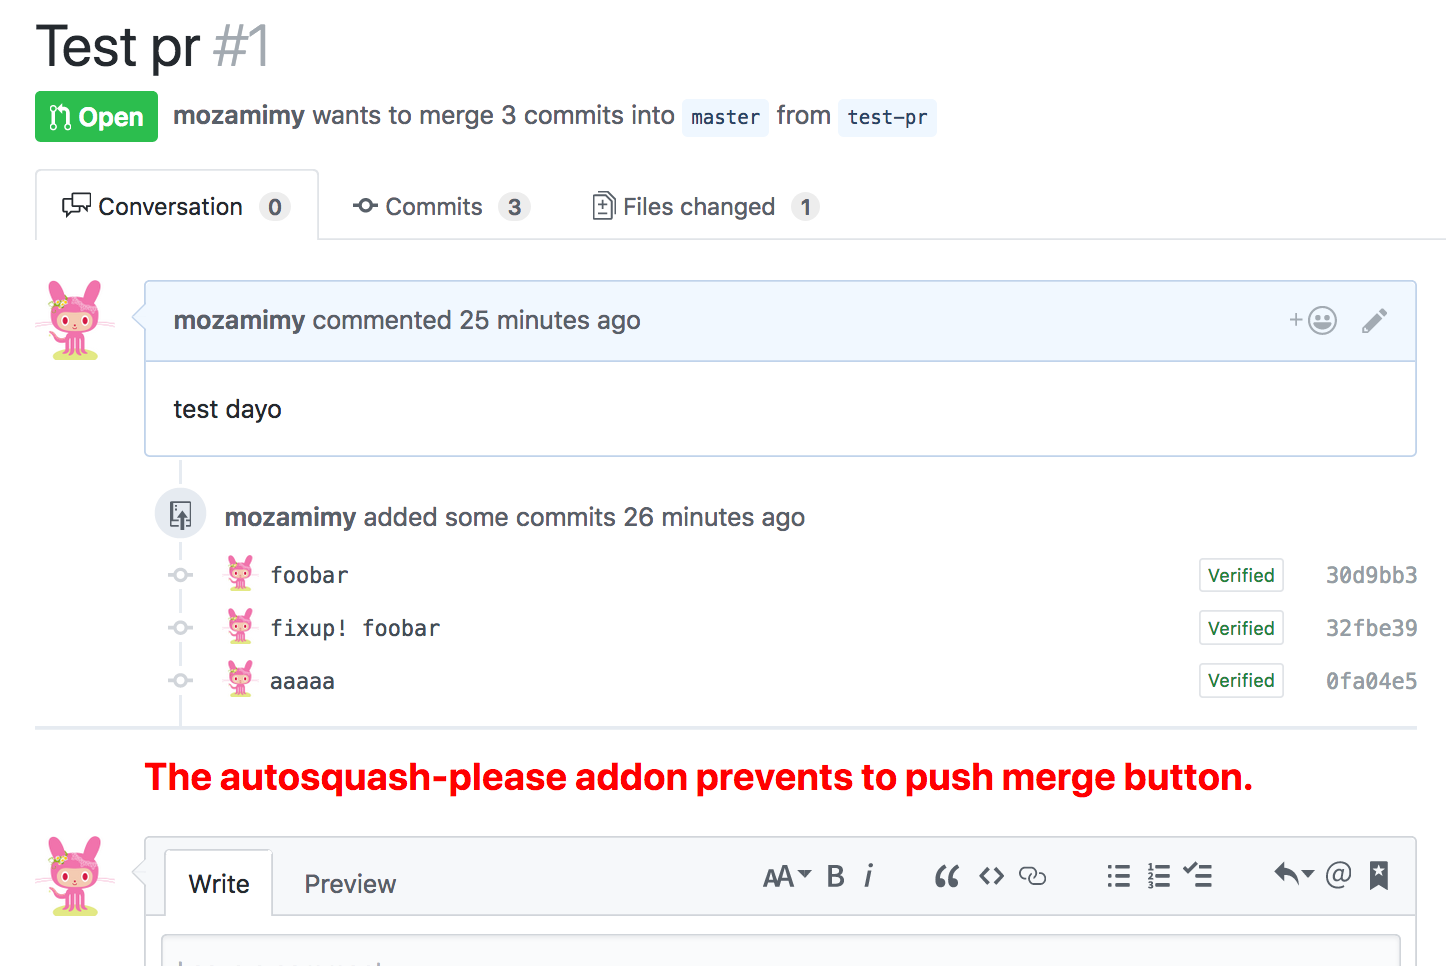 Test pr #1
Open mozamimy wants to merge 3 commits into master from test-pr
Conversation 0 Commits 3 Files changed 1
mozamimy commented 25 minutes ago
test dayo
mozamimy added some commits 26 minutes ago
foobar Verified 30d9bb3
fixup! foobar Verified 32fbe39
aaaaa Verified 0fa04e5
The autosquash-please addon prevents to push merge button.
Write Preview AA B i @